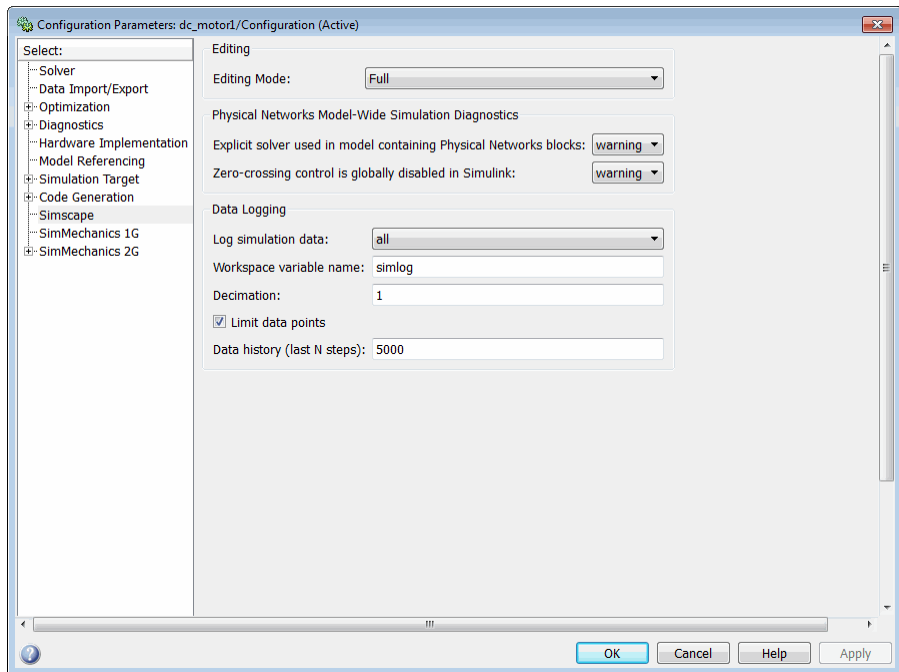 Configuration Parameters: dc_motor1/Configuration (Active)
Select:
Solver
Data Import/Export
Optimization
Diagnostics
Hardware Implementation
Model Referencing
Simulation Target
Code Generation
Simscape
SimMechanics 1G
SimMechanics 2G
Editing
Editing Mode: Full
Physical Networks Model-Wide Simulation Diagnostics
Explicit solver used in model containing Physical Networks blocks: warning
Zero-crossing control is globally disabled in Simulink: warning
Data Logging
Log simulation data: all
Workspace variable name: simlog
Decimation: 1
Limit data points
Data history (last N steps): 5000
OK Cancel Help Apply